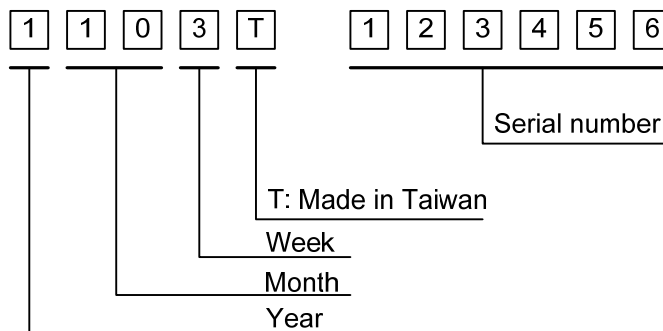 1 1 0 3 T 1 2 3 4 5 6
Serial number
T: Made in Taiwan
Week
Month
Year